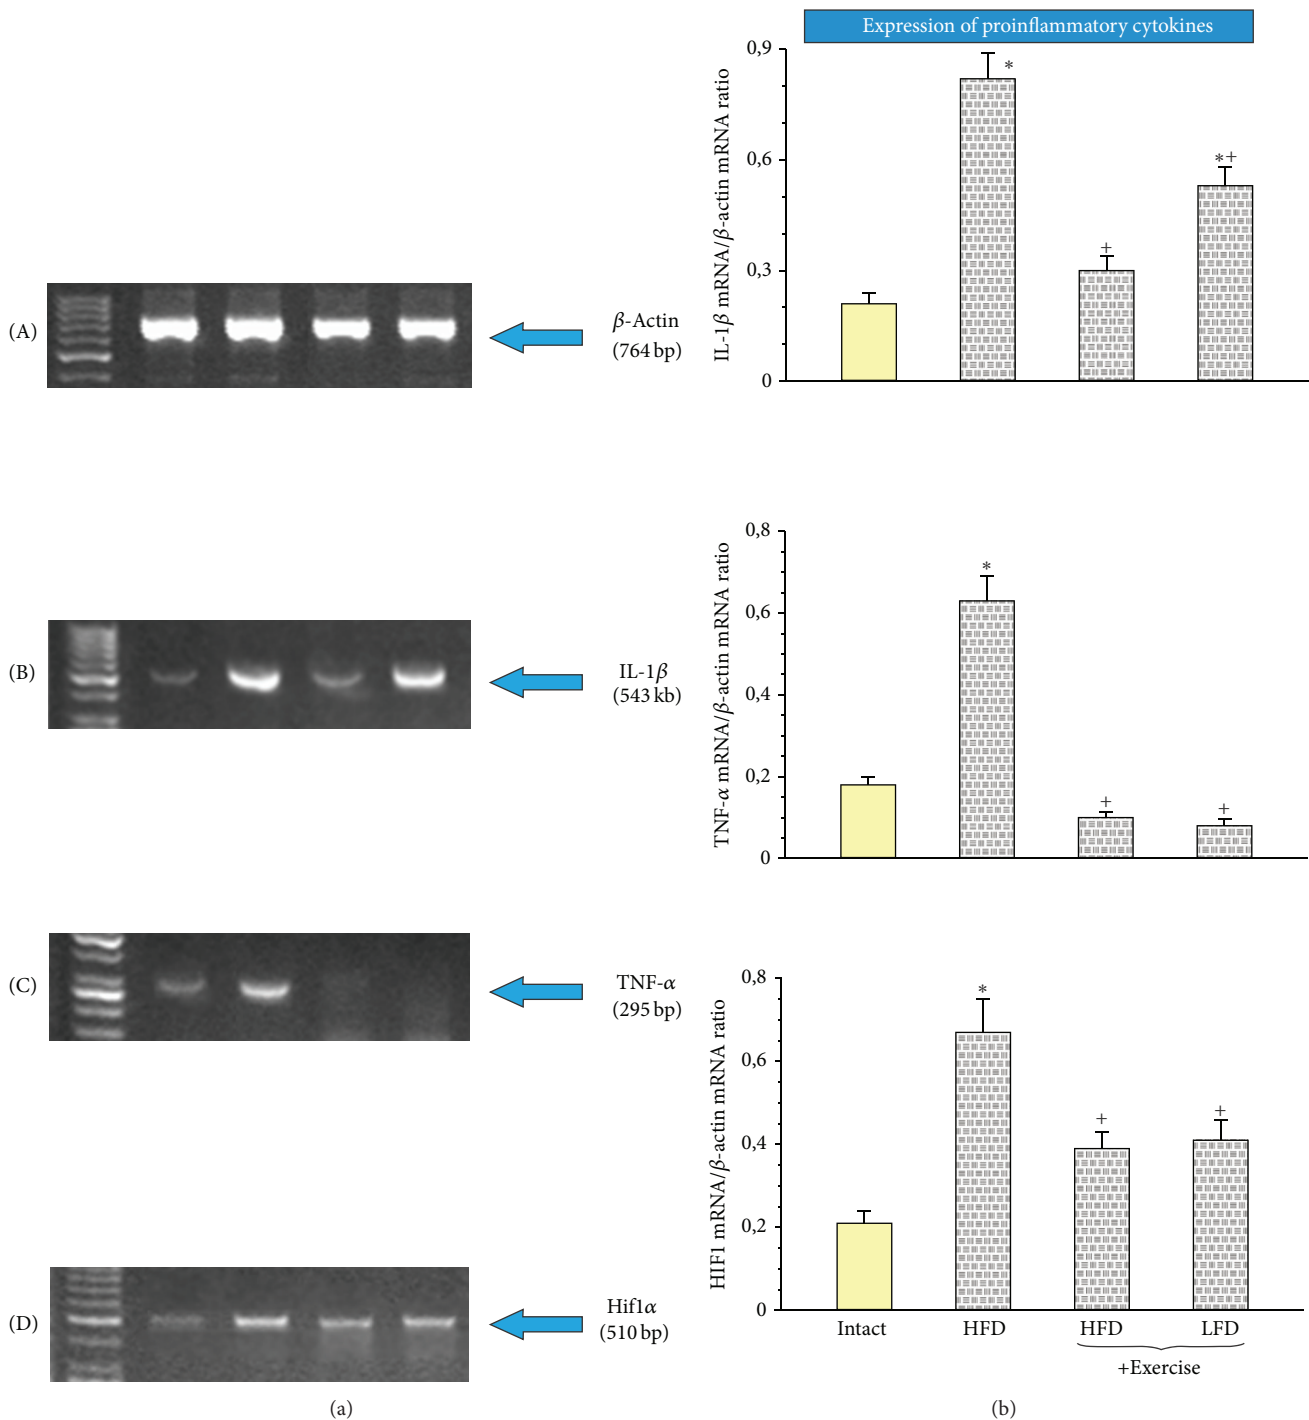 (A)
β-Actin
(764 bp)
(B)
IL-1β
(543 kb)
(C)
TNF-α
(295 bp)
(D)
Hif1α
(510 bp)
(a)
Expression of proinflammatory cytokines
IL-1β mRNA/β-actin mRNA ratio
0,9
0,6
0,3
0
*
+
*+
TNF-α mRNA/β-actin mRNA ratio
0,8
0,6
0,4
0,2
0
*
+
+
HIF1 mRNA/β-actin mRNA ratio
0,8
0,6
0,4
0,2
0
*
+
+
Intact HFD HFD LFD
+Exercise
(b)